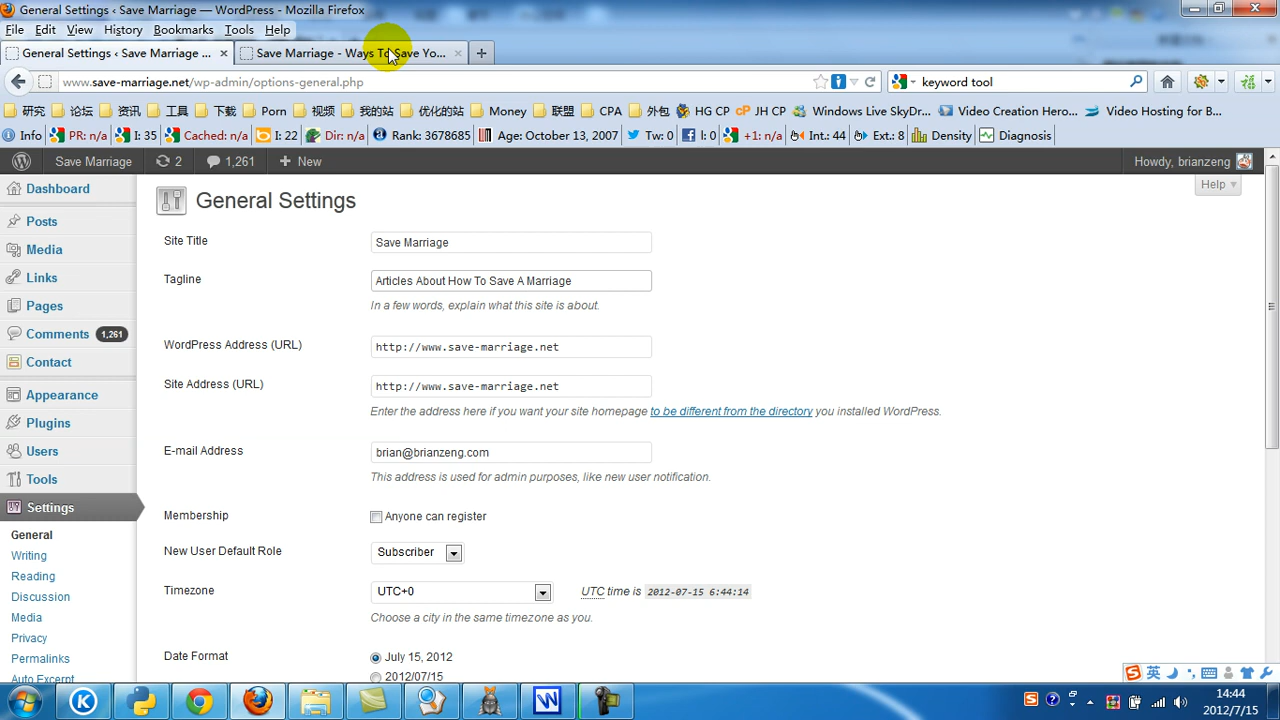 General Settings ‹ Save Marriage — WordPress - Mozilla Firefox
File Edit View History Bookmarks Tools Help
General Settings ‹ Save Marriage ... Save Marriage - Ways To Save Yo...
www.save-marriage.net/wp-admin/options-general.php keyword tool
研究 论坛 资讯 工具 下载 Porn 视频 我的站 优化的站 Money 联盟 CPA 外包 HG CP JH CP Windows Live SkyDr... Video Creation Hero... Video Hosting for B...
Info PR: n/a I: 35 Cached: n/a I: 22 Dir: n/a Rank: 3678685 Age: October 13, 2007 Tw: 0 l: 0 +1: n/a Int.: 44 Ext.: 8 Density Diagnosis
Save Marriage 2 1,261 New Howdy, brianzeng
Help
Dashboard
Posts
Media
Links
Pages
Comments 1,261
Contact
Appearance
Plugins
Users
Tools
Settings
General
Writing
Reading
Discussion
Media
Privacy
Permalinks
Auto Excerpt
General Settings
Site Title Save Marriage
Tagline Articles About How To Save A Marriage
In a few words, explain what this site is about.
WordPress Address (URL) http://www.save-marriage.net
Site Address (URL) http://www.save-marriage.net
Enter the address here if you want your site homepage to be different from the directory you installed WordPress.
E-mail Address brian@brianzeng.com
This address is used for admin purposes, like new user notification.
Membership Anyone can register
New User Default Role Subscriber
Timezone UTC+0 UTC time is 2012-07-15 6:44:14
Choose a city in the same timezone as you.
Date Format July 15, 2012
2012/07/15
英
14:44
2012/7/15